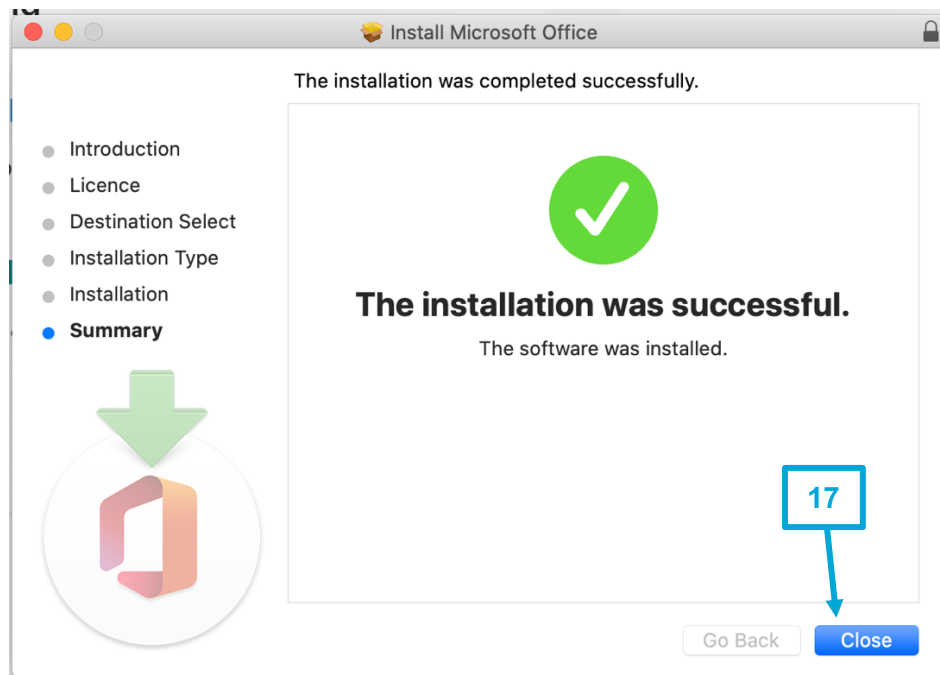 Install Microsoft Office
The installation was completed successfully.
Introduction
Licence
Destination Select
Installation Type
Installation
Summary
The installation was successful.
The software was installed.
17
Go Back
Close